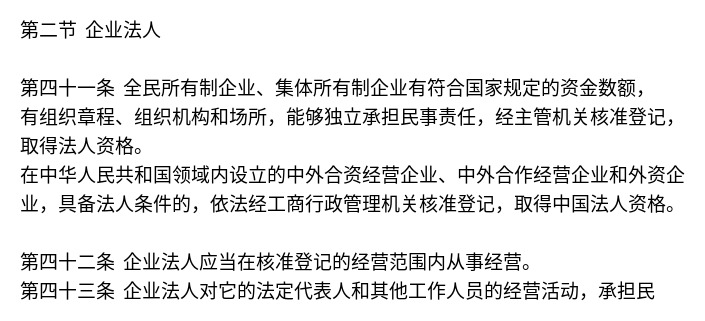 第二节 企业法人
第四十一条 全民所有制企业、集体所有制企业有符合国家规定的资金数额，
有组织章程、组织机构和场所，能够独立承担民事责任，经主管机关核准登记，
取得法人资格。
在中华人民共和国领域内设立的中外合资经营企业、中外合作经营企业和外资企
业，具备法人条件的，依法经工商行政管理机关核准登记，取得中国法人资格。
第四十二条 企业法人应当在核准登记的经营范围内从事经营。
第四十三条 企业法人对它的法定代表人和其他工作人员的经营活动，承担民